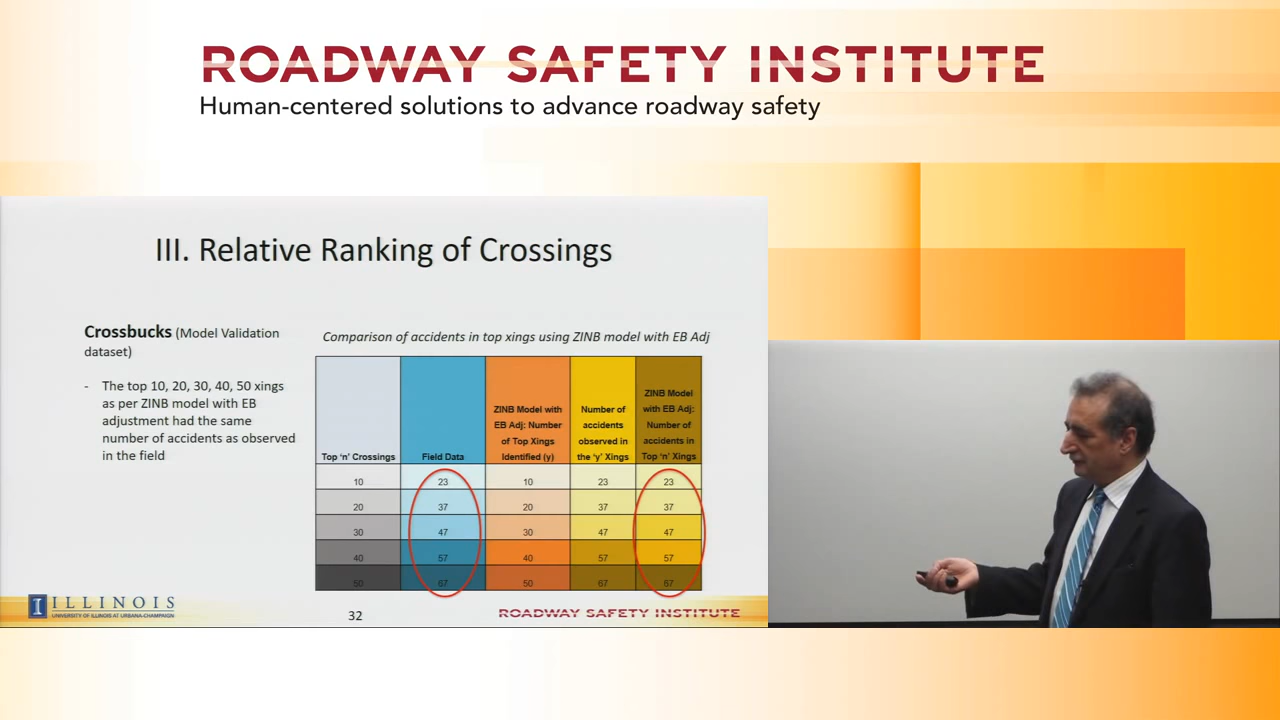 ROADWAY SAFETY INSTITUTE
Human-centered solutions to advance roadway safety
III. Relative Ranking of Crossings
Crossbucks (Model Validation
dataset)
- The top 10, 20, 30, 40, 50 xings
as per ZINB model with EB
adjustment had the same
number of accidents as observed
in the field
Comparison of accidents in top xings using ZINB model with EB Adj
Top 'n' Crossings
Field Data
ZINB Model with
EB Adj: Number
of Top Xings
Identified (y)
Number of
accidents
observed in
the 'y' Xings
ZINB Model
with EB Adj:
Number of
accidents in
Top 'n' Xings
10 23 10 23 23
20 37 20 37 37
30 47 30 47 47
40 57 40 57 57
50 67 50 67 67
I ILLINOIS
UNIVERSITY OF ILLINOIS AT URBANA-CHAMPAIGN
32
ROADWAY SAFETY INSTITUTE